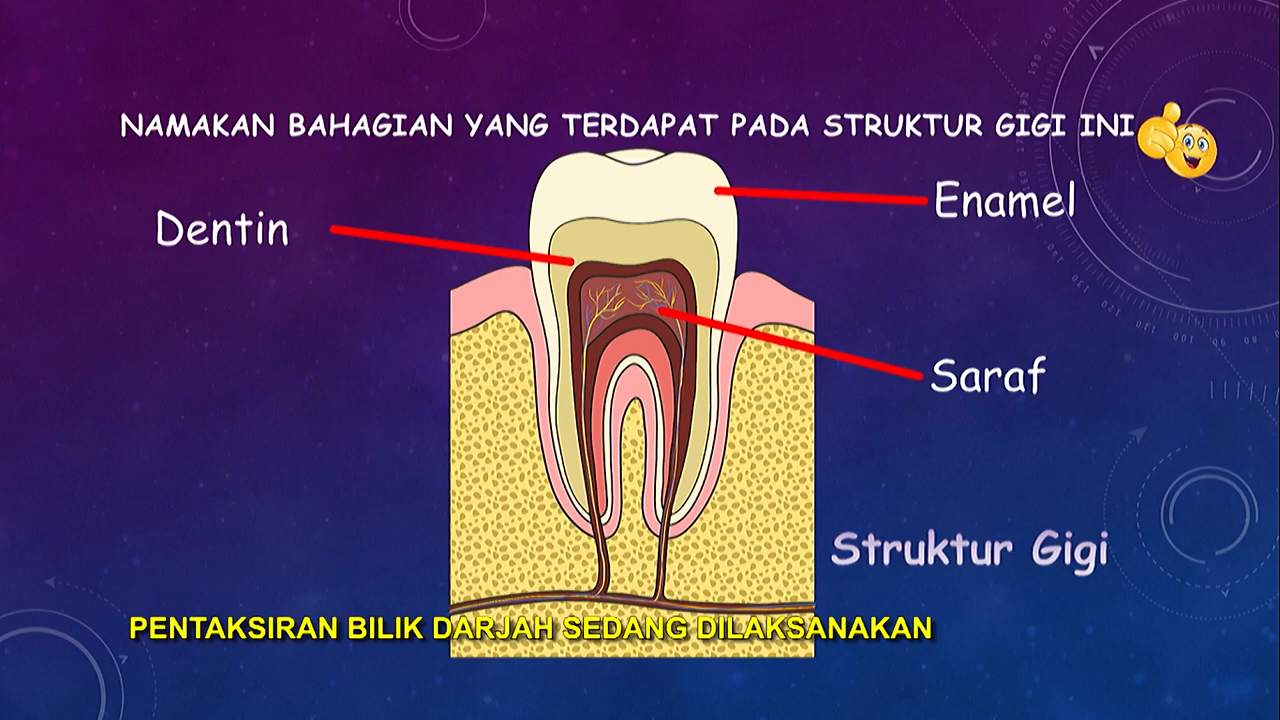 NAMAKAN BAHAGIAN YANG TERDAPAT PADA STRUKTUR GIGI INI
Enamel
Dentin
Saraf
Struktur Gigi
PENTAKSIRAN BILIK DARJAH SEDANG DILAKSANAKAN